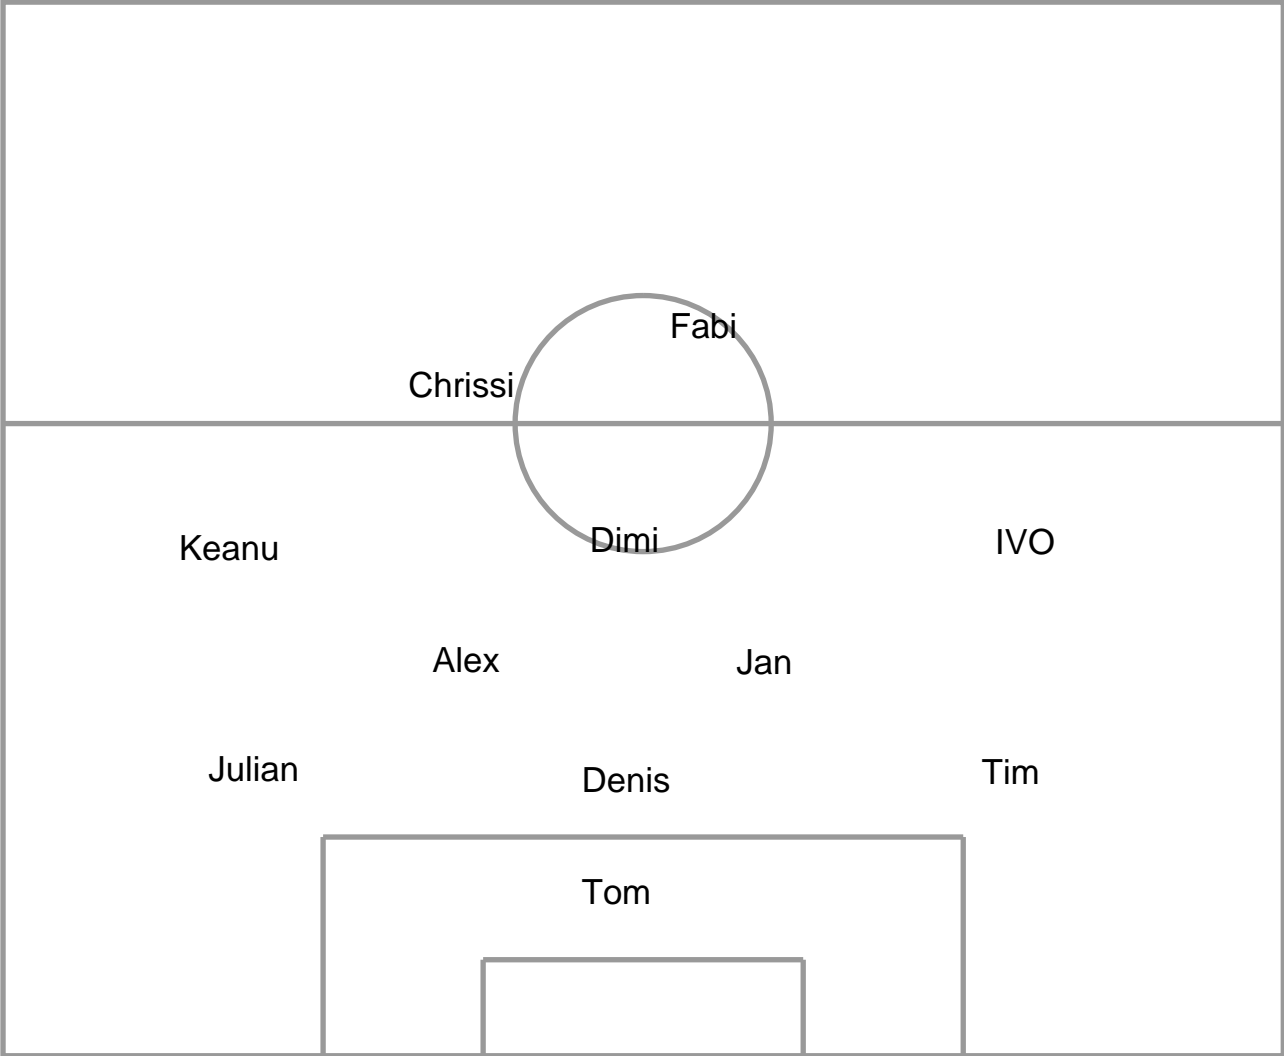 Fabi
Chrissi
Keanu
Dimi
IVO
Alex
Jan
Julian
Denis
Tim
Tom